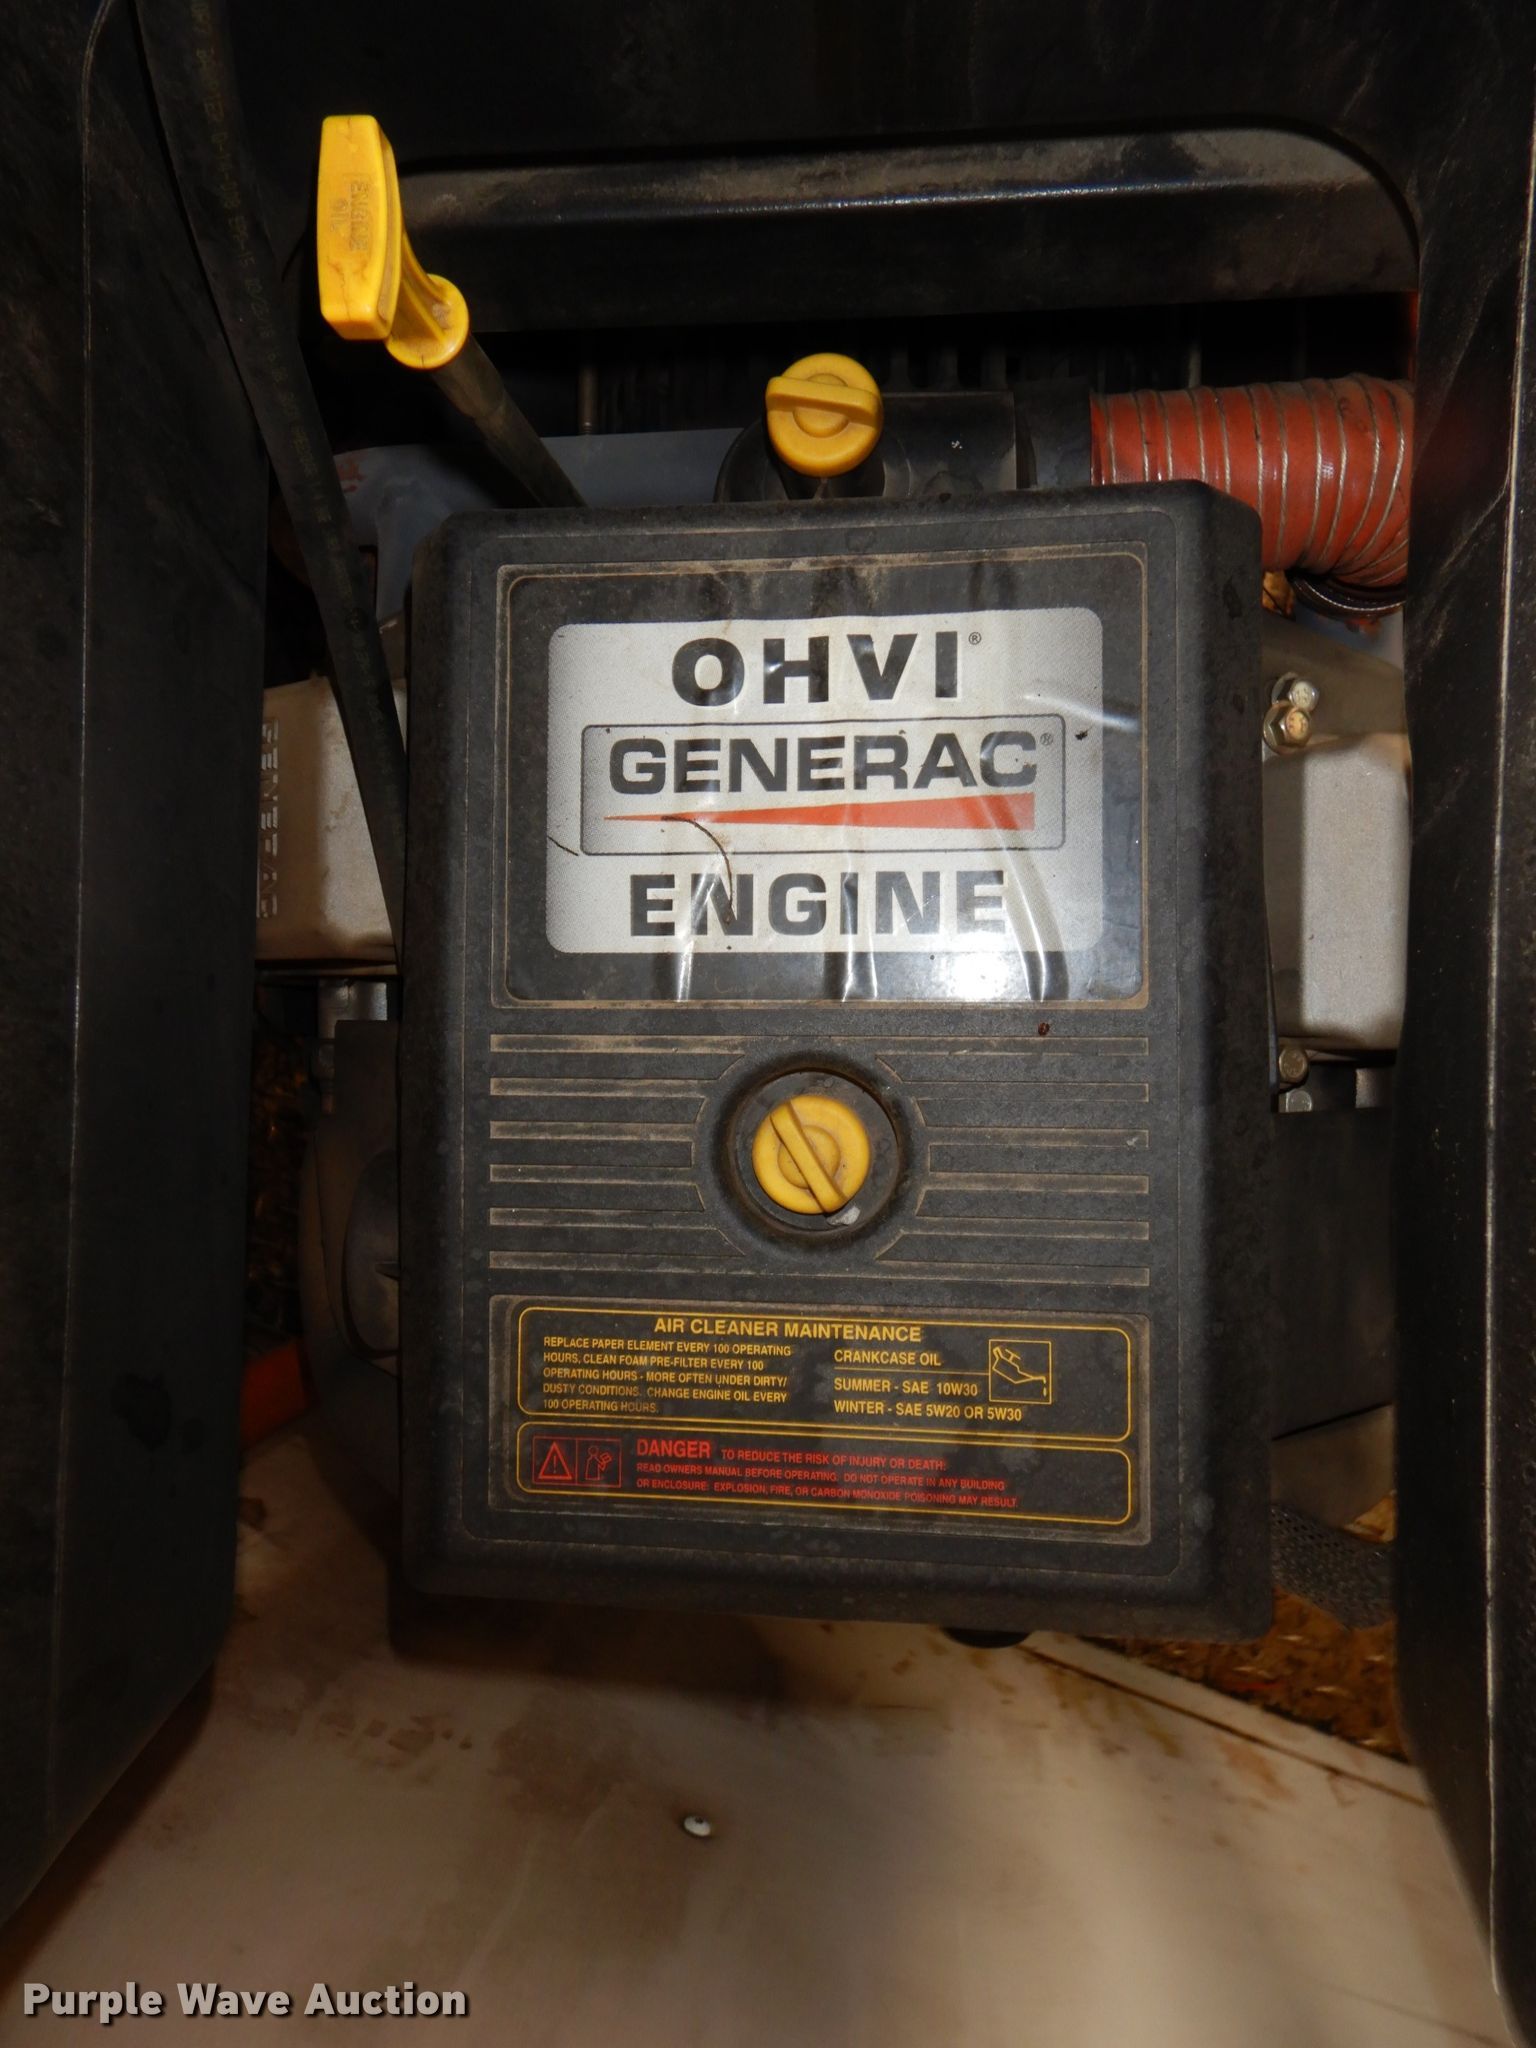 ENGINE
OIL
OHVI®
GENERAC®
ENGINE
GENERAC
AIR CLEANER MAINTENANCE
REPLACE PAPER ELEMENT EVERY 100 OPERATING
HOURS, CLEAN FOAM PRE-FILTER EVERY 100
OPERATING HOURS - MORE OFTEN UNDER DIRTY/
DUSTY CONDITIONS. CHANGE ENGINE OIL EVERY
100 OPERATING HOURS.
CRANKCASE OIL
SUMMER - SAE 10W30
WINTER - SAE 5W20 OR 5W30
DANGER TO REDUCE THE RISK OF INJURY OR DEATH:
READ OWNERS MANUAL BEFORE OPERATING. DO NOT OPERATE IN ANY BUILDING
OR ENCLOSURE: EXPLOSION, FIRE, OR CARBON MONOXIDE POISONING MAY RESULT.
Purple Wave Auction